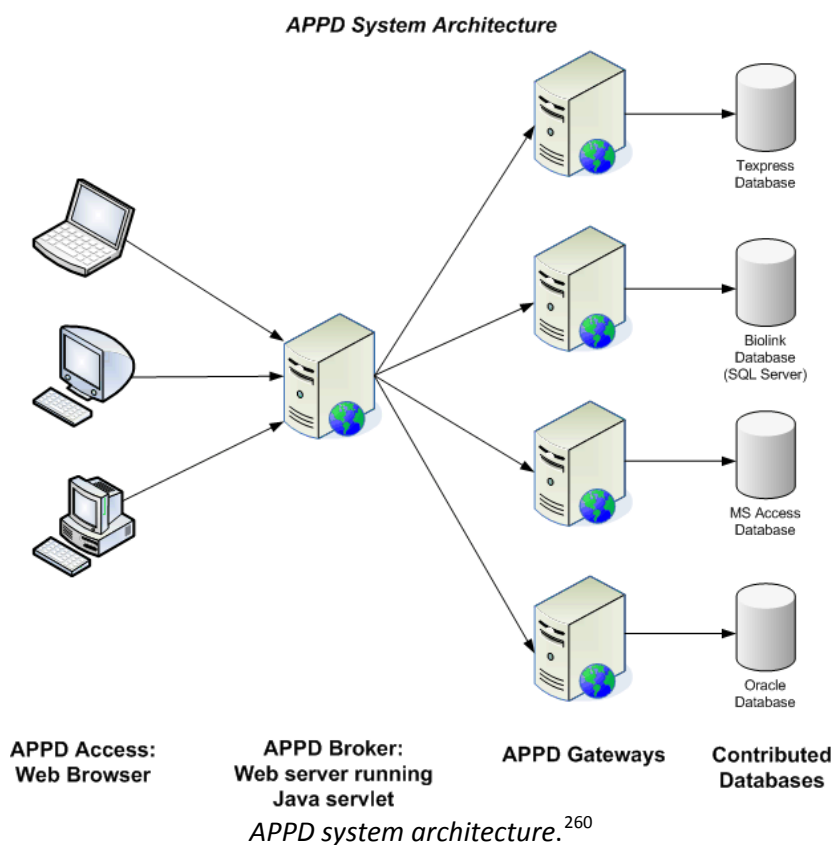 APPD System Architecture
Texpress
Database
Biolink
Database
(SQL Server)
MS Access
Database
Oracle
Database
APPD Access:
Web Browser
APPD Broker:
Web server running
Java servlet
APPD Gateways
Contributed
Databases
APPD system architecture.260